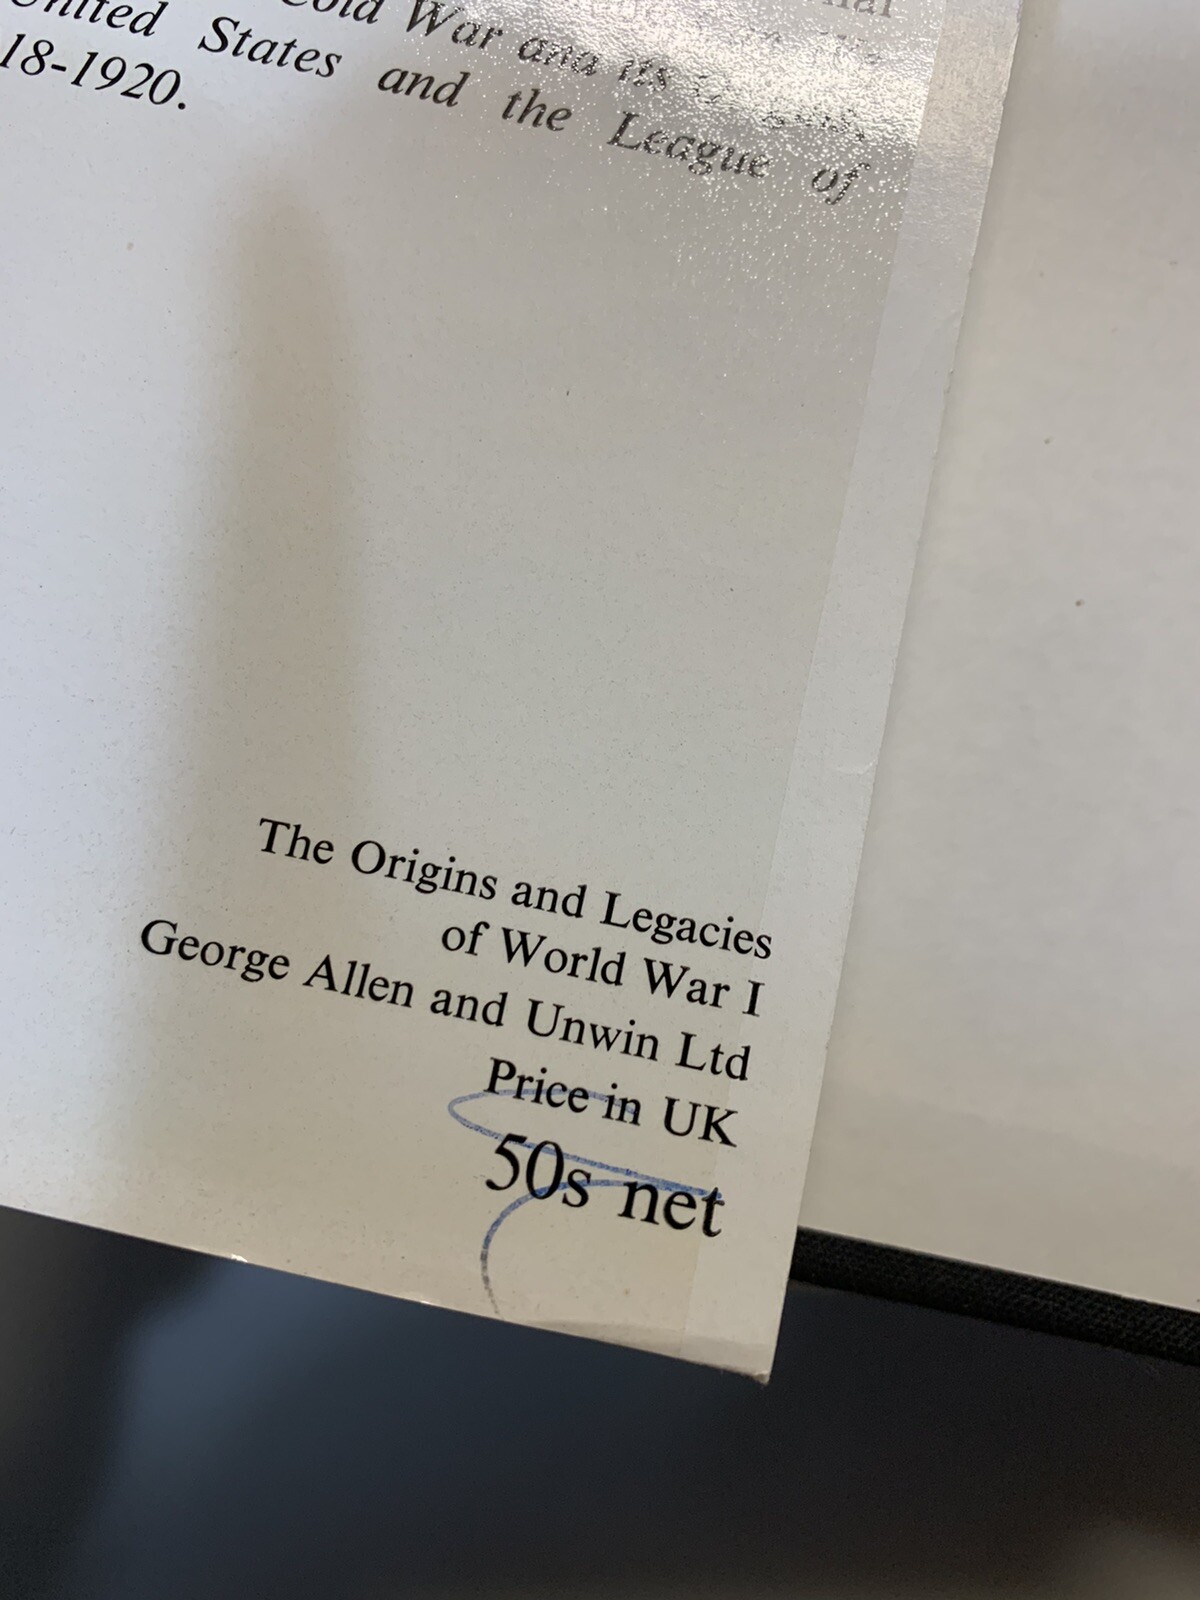 Cold War and its
United States and the League of
18-1920.
The Origins and Legacies
of World War I
George Allen and Unwin Ltd
Price in UK
50s net